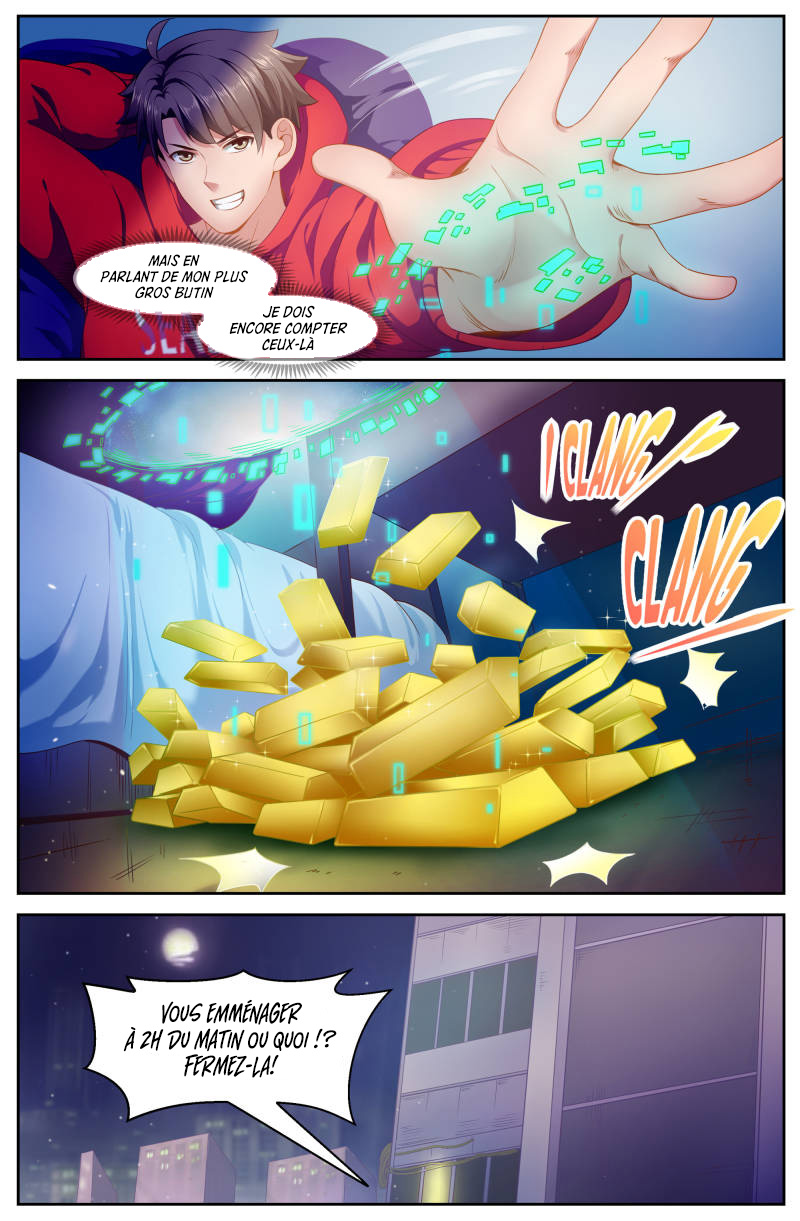 MAIS EN
PARLANT DE MON PLUS
GROS BUTIN
JE DOIS
ENCORE COMPTER
CEUX-LÀ
CLANG
CLANG
VOUS EMMÉNAGER
À 2H DU MATIN OU QUOI !?
FERMEZ-LA!